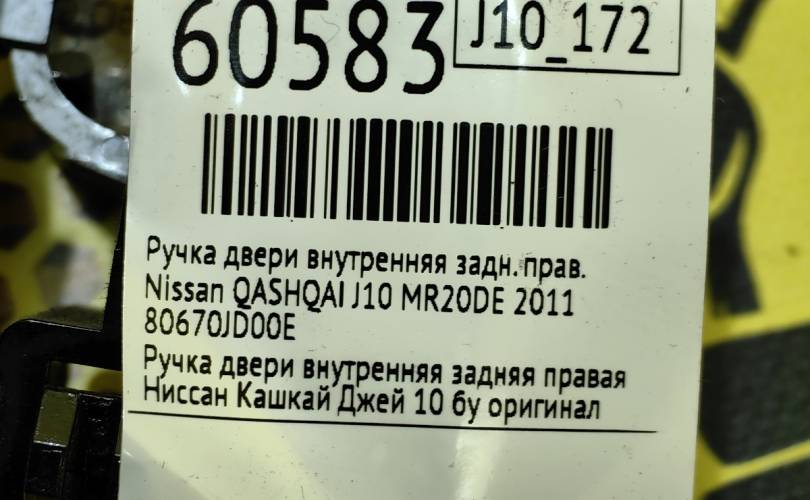 60583
J10_172
Ручка двери внутренняя задн.прав.
Nissan QASHQAI J10 MR20DE 2011
80670JD00E
Ручка двери внутренняя задняя правая
Ниссан Кашкай Джей 10 бу оригинал